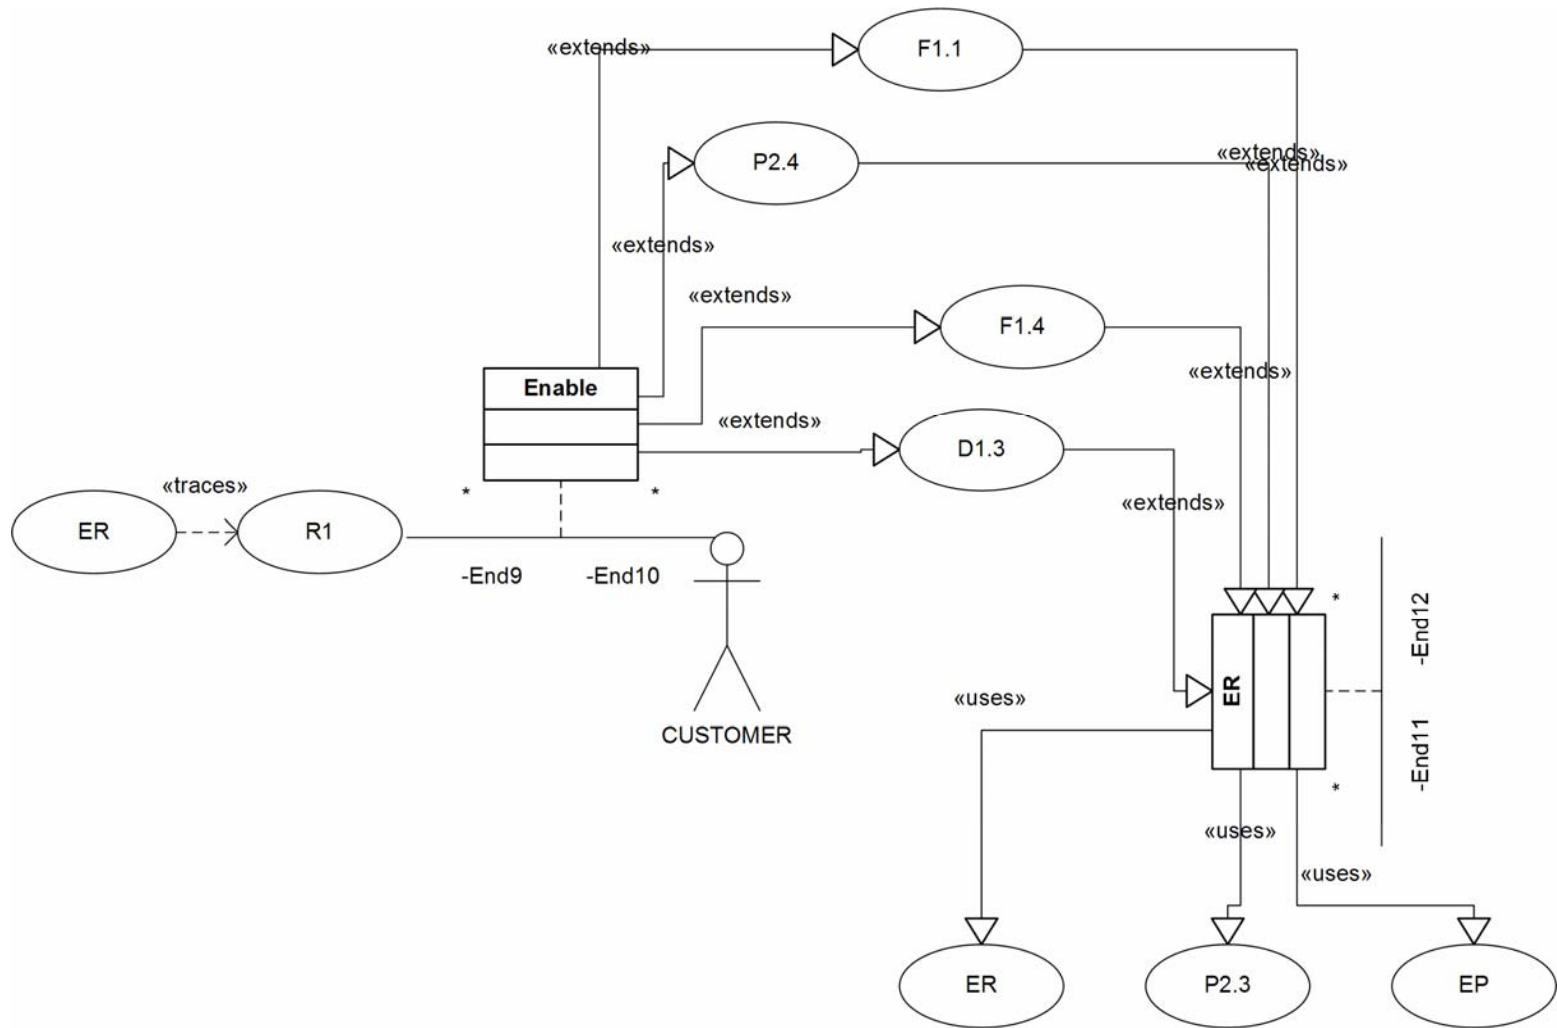 «extends»
F1.1
P2.4
«extends»
«extends»
«extends»
«extends»
F1.4
«extends»
Enable
«extends»
D1.3
«traces»
*
*
«extends»
ER
R1
-End9
-End10
*
-End12
CUSTOMER
ER
«uses»
-End11
*
«uses»
«uses»
ER
P2.3
EP